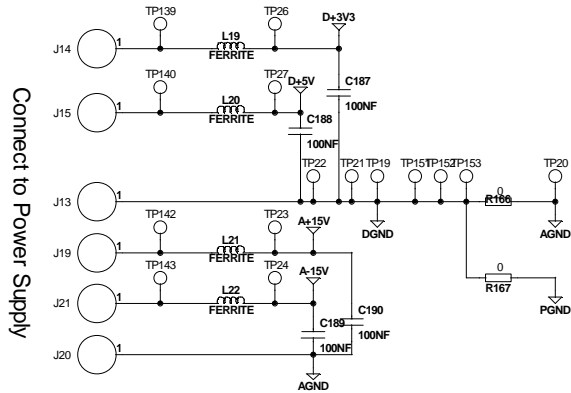 TP139
TP26
D+3V3
J14
1
L19
FERRITE
TP140
TP27
D+5V
C187
100NF
J15
1
L20
FERRITE
C188
100NF
TP22
TP21
TP19
TP151
TP152
TP153
TP20
J13
1
0
R166
DGND
AGND
TP142
TP23
A+15V
J19
1
L21
FERRITE
0
R167
TP143
TP24
A-15V
PGND
J21
1
L22
FERRITE
C190
100NF
C189
100NF
J20
1
AGND
Connect to Power Supply